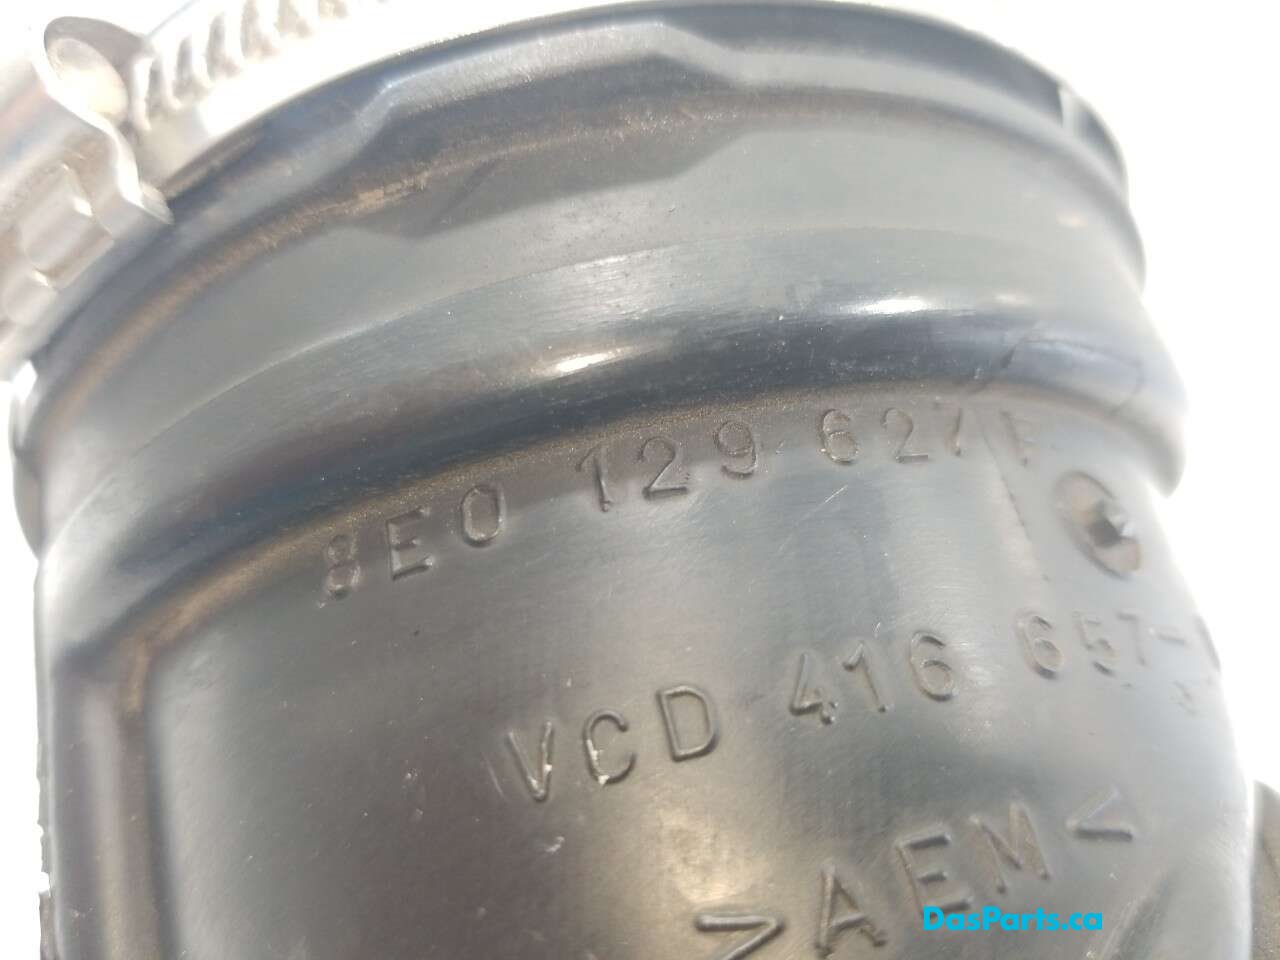 8E0 129 627 F
VCD 416 657-
>AEM<
DasParts.ca